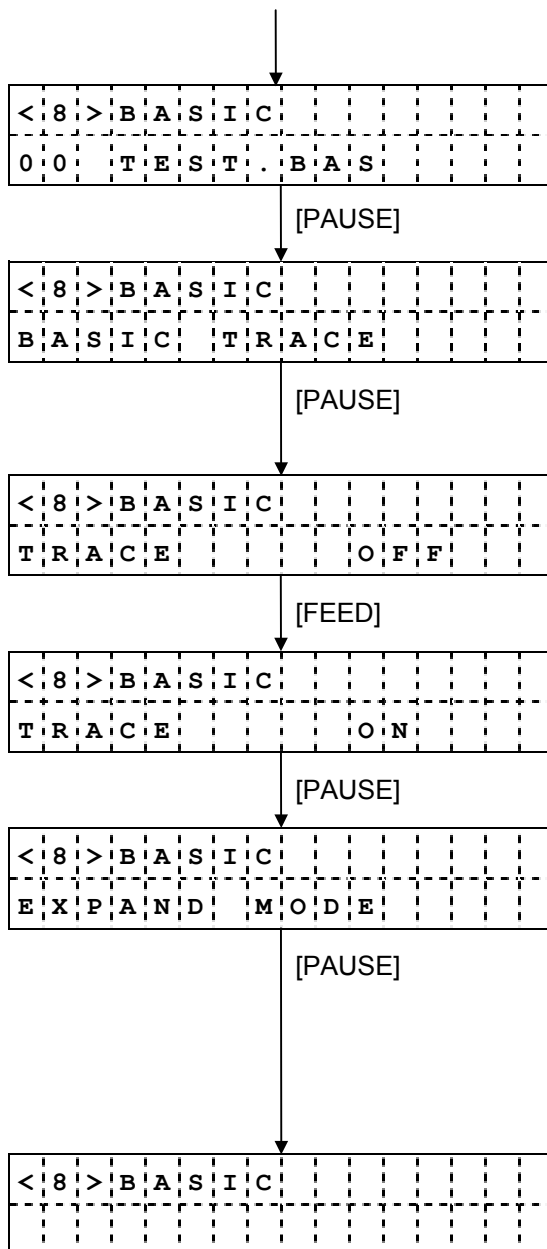 <8>BASIC
00 TEST.BAS
[PAUSE]
<8>BASIC
BASIC TRACE
[PAUSE]
<8>BASIC
TRACE     OFF
[FEED]
<8>BASIC
TRACE     ON
[PAUSE]
<8>BASIC
EXPAND MODE
[PAUSE]
<8>BASIC